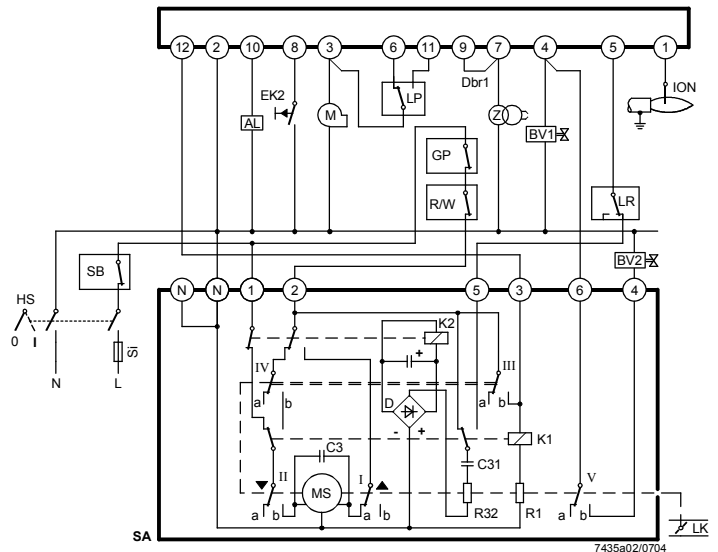 12 2 10 8 3 6 11 9 7 4 5 1
Dbr1
ION
EK2
LP
AL
M
Z
BV1
GP
R/W
LR
SB
BV2
HS
0 I
Si
N L
N N 1 2 5 3 6 4
K2
IV
III
a b
D
a b
+
- +
K1
C3
C31
II
I
V
MS
a b
a b
R32
R1
a b
LK
SA
7435a02/0704